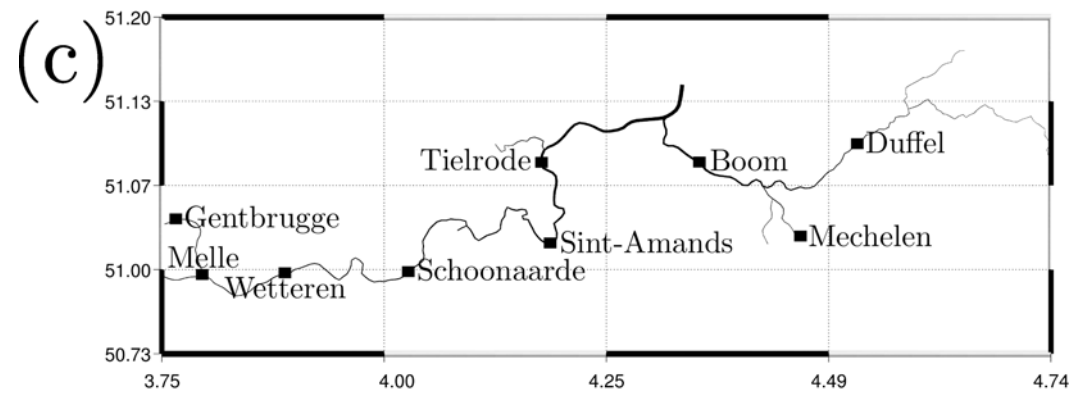 (c)
51.20
51.13
Tielrode
Boom
Duffel
51.07
Gentbrugge
Sint-Amands
Mechelen
Melle
51.00
Wetteren
Schoonaarde
50.73
3.75
4.00
4.25
4.49
4.74